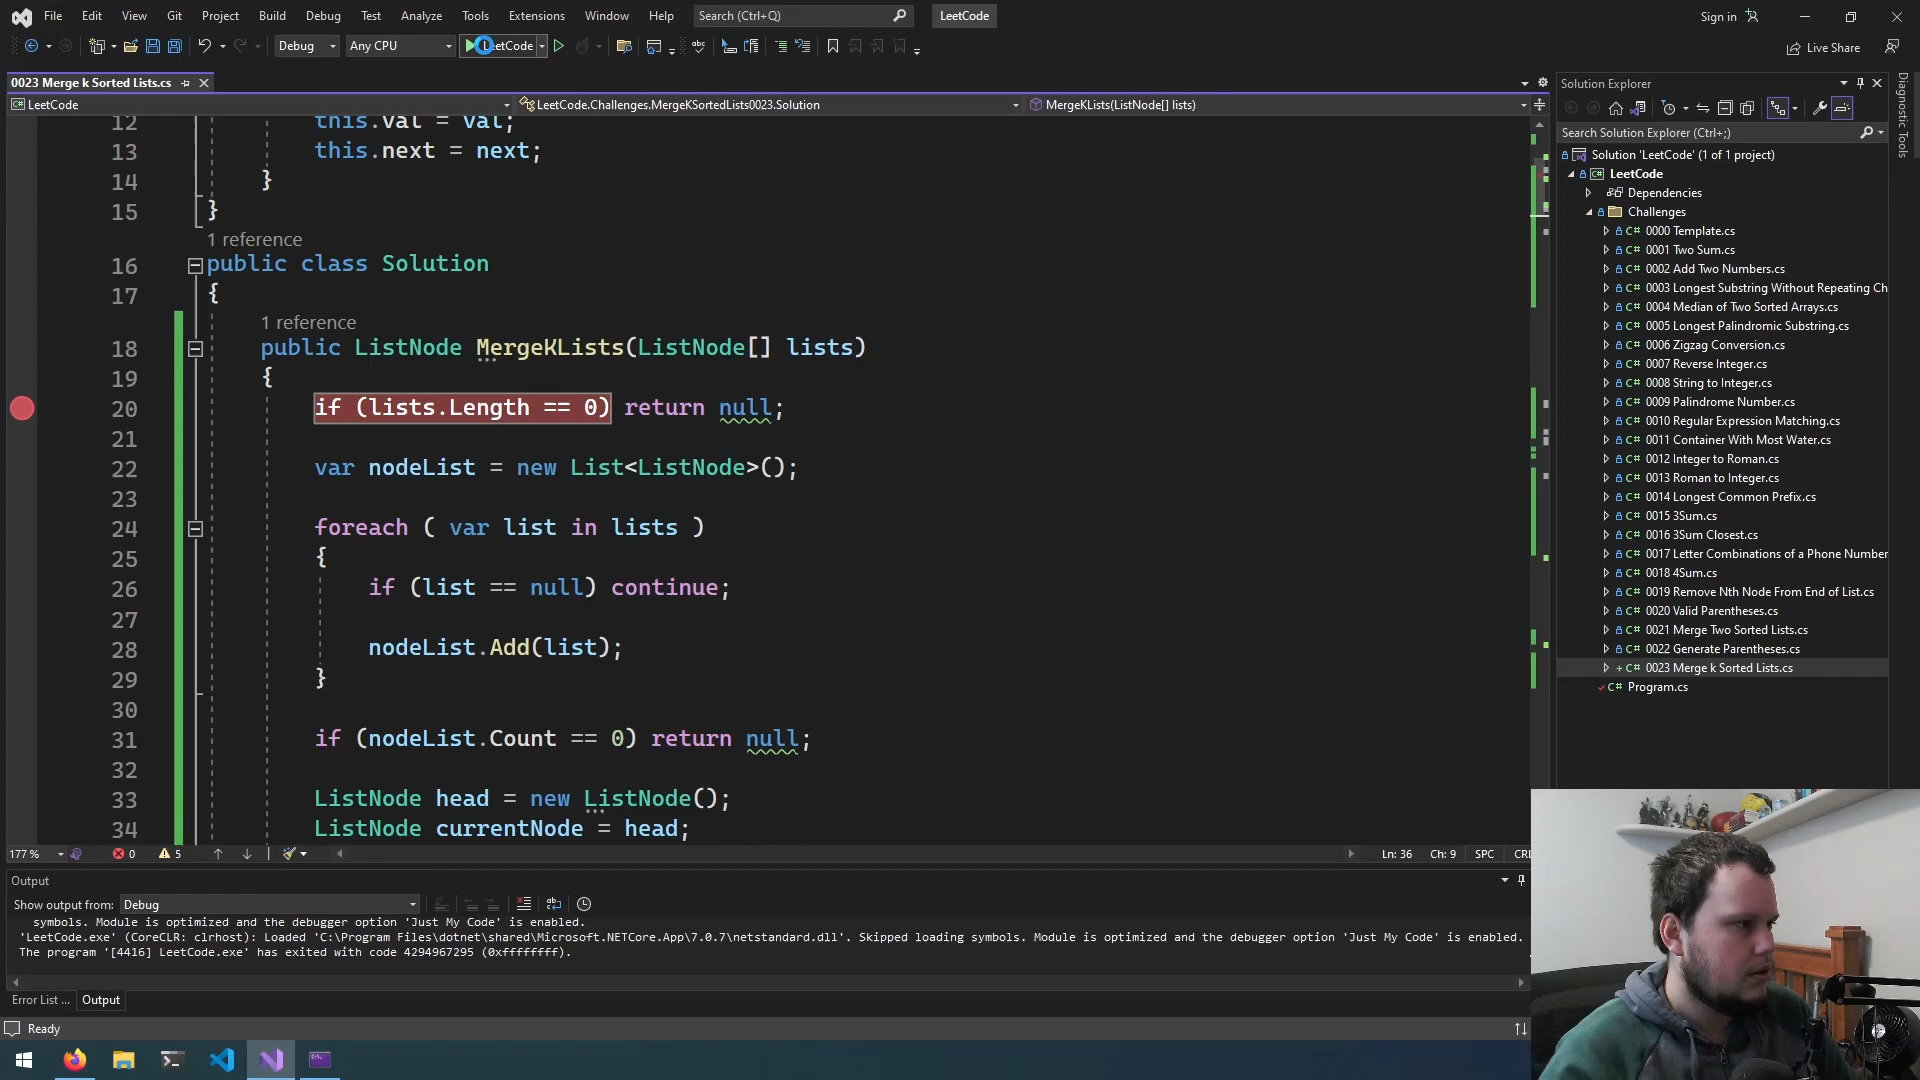 File Edit View Git Project Build Debug Test Analyze Tools Extensions Window Help Search (Ctrl+Q) LeetCode Sign in
Debug Any CPU LeetCode Live Share
0023 Merge k Sorted Lists.cs
LeetCode LeetCode.Challenges.MergeKSortedLists0023.Solution MergeKLists(ListNode[] lists)
12 this.val = val;
13 this.next = next;
14 }
15 }
1 reference
16 public class Solution
17 {
1 reference
18 public ListNode MergeKLists(ListNode[] lists)
19 {
20 if (lists.Length == 0) return null;
21
22 var nodeList = new List<ListNode>();
23
24 foreach ( var list in lists )
25 {
26 if (list == null) continue;
27
28 nodeList.Add(list);
29 }
30
31 if (nodeList.Count == 0) return null;
32
33 ListNode head = new ListNode();
34 ListNode currentNode = head;
177 % 0 5 Ln: 36 Ch: 9 SPC CRL
Output
Show output from: Debug
symbols. Module is optimized and the debugger option 'Just My Code' is enabled.
'LeetCode.exe' (CoreCLR: clrhost): Loaded 'C:\Program Files\dotnet\shared\Microsoft.NETCore.App\7.0.7\netstandard.dll'. Skipped loading symbols. Module is optimized and the debugger option 'Just My Code' is enabled.
The program '[4416] LeetCode.exe' has exited with code 4294967295 (0xffffffff).
Error List ... Output
Ready
Solution Explorer
Search Solution Explorer (Ctrl+;)
Solution 'LeetCode' (1 of 1 project)
C# LeetCode
Dependencies
Challenges
C# 0000 Template.cs
C# 0001 Two Sum.cs
C# 0002 Add Two Numbers.cs
C# 0003 Longest Substring Without Repeating Ch
C# 0004 Median of Two Sorted Arrays.cs
C# 0005 Longest Palindromic Substring.cs
C# 0006 Zigzag Conversion.cs
C# 0007 Reverse Integer.cs
C# 0008 String to Integer.cs
C# 0009 Palindrome Number.cs
C# 0010 Regular Expression Matching.cs
C# 0011 Container With Most Water.cs
C# 0012 Integer to Roman.cs
C# 0013 Roman to Integer.cs
C# 0014 Longest Common Prefix.cs
C# 0015 3Sum.cs
C# 0016 3Sum Closest.cs
C# 0017 Letter Combinations of a Phone Number
C# 0018 4Sum.cs
C# 0019 Remove Nth Node From End of List.cs
C# 0020 Valid Parentheses.cs
C# 0021 Merge Two Sorted Lists.cs
C# 0022 Generate Parentheses.cs
C# 0023 Merge k Sorted Lists.cs
C# Program.cs
Diagnostic Tools